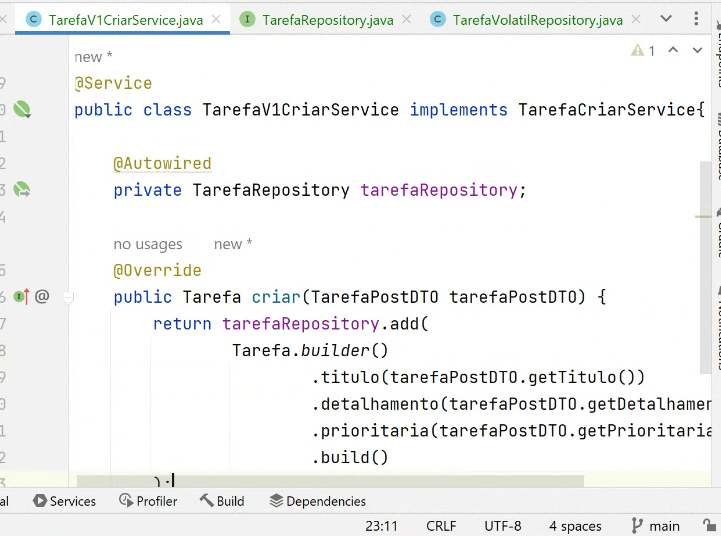 TarefaV1CriarService.java
TarefaRepository.java
TarefaVolatilRepository.java
new *
1
@Service
public class TarefaV1CriarService implements TarefaCriarService{
@Autowired
private TarefaRepository tarefaRepository;
no usages new *
@Override
public Tarefa criar(TarefaPostDTO tarefaPostDTO) {
return tarefaRepository.add(
Tarefa.builder()
.titulo(tarefaPostDTO.getTitulo())
.detalhamento(tarefaPostDTO.getDetalhamen
.prioritaria(tarefaPostDTO.getPrioritaria
.build()
);
Services Profiler Build Dependencies
23:11 CRLF UTF-8 4 spaces main